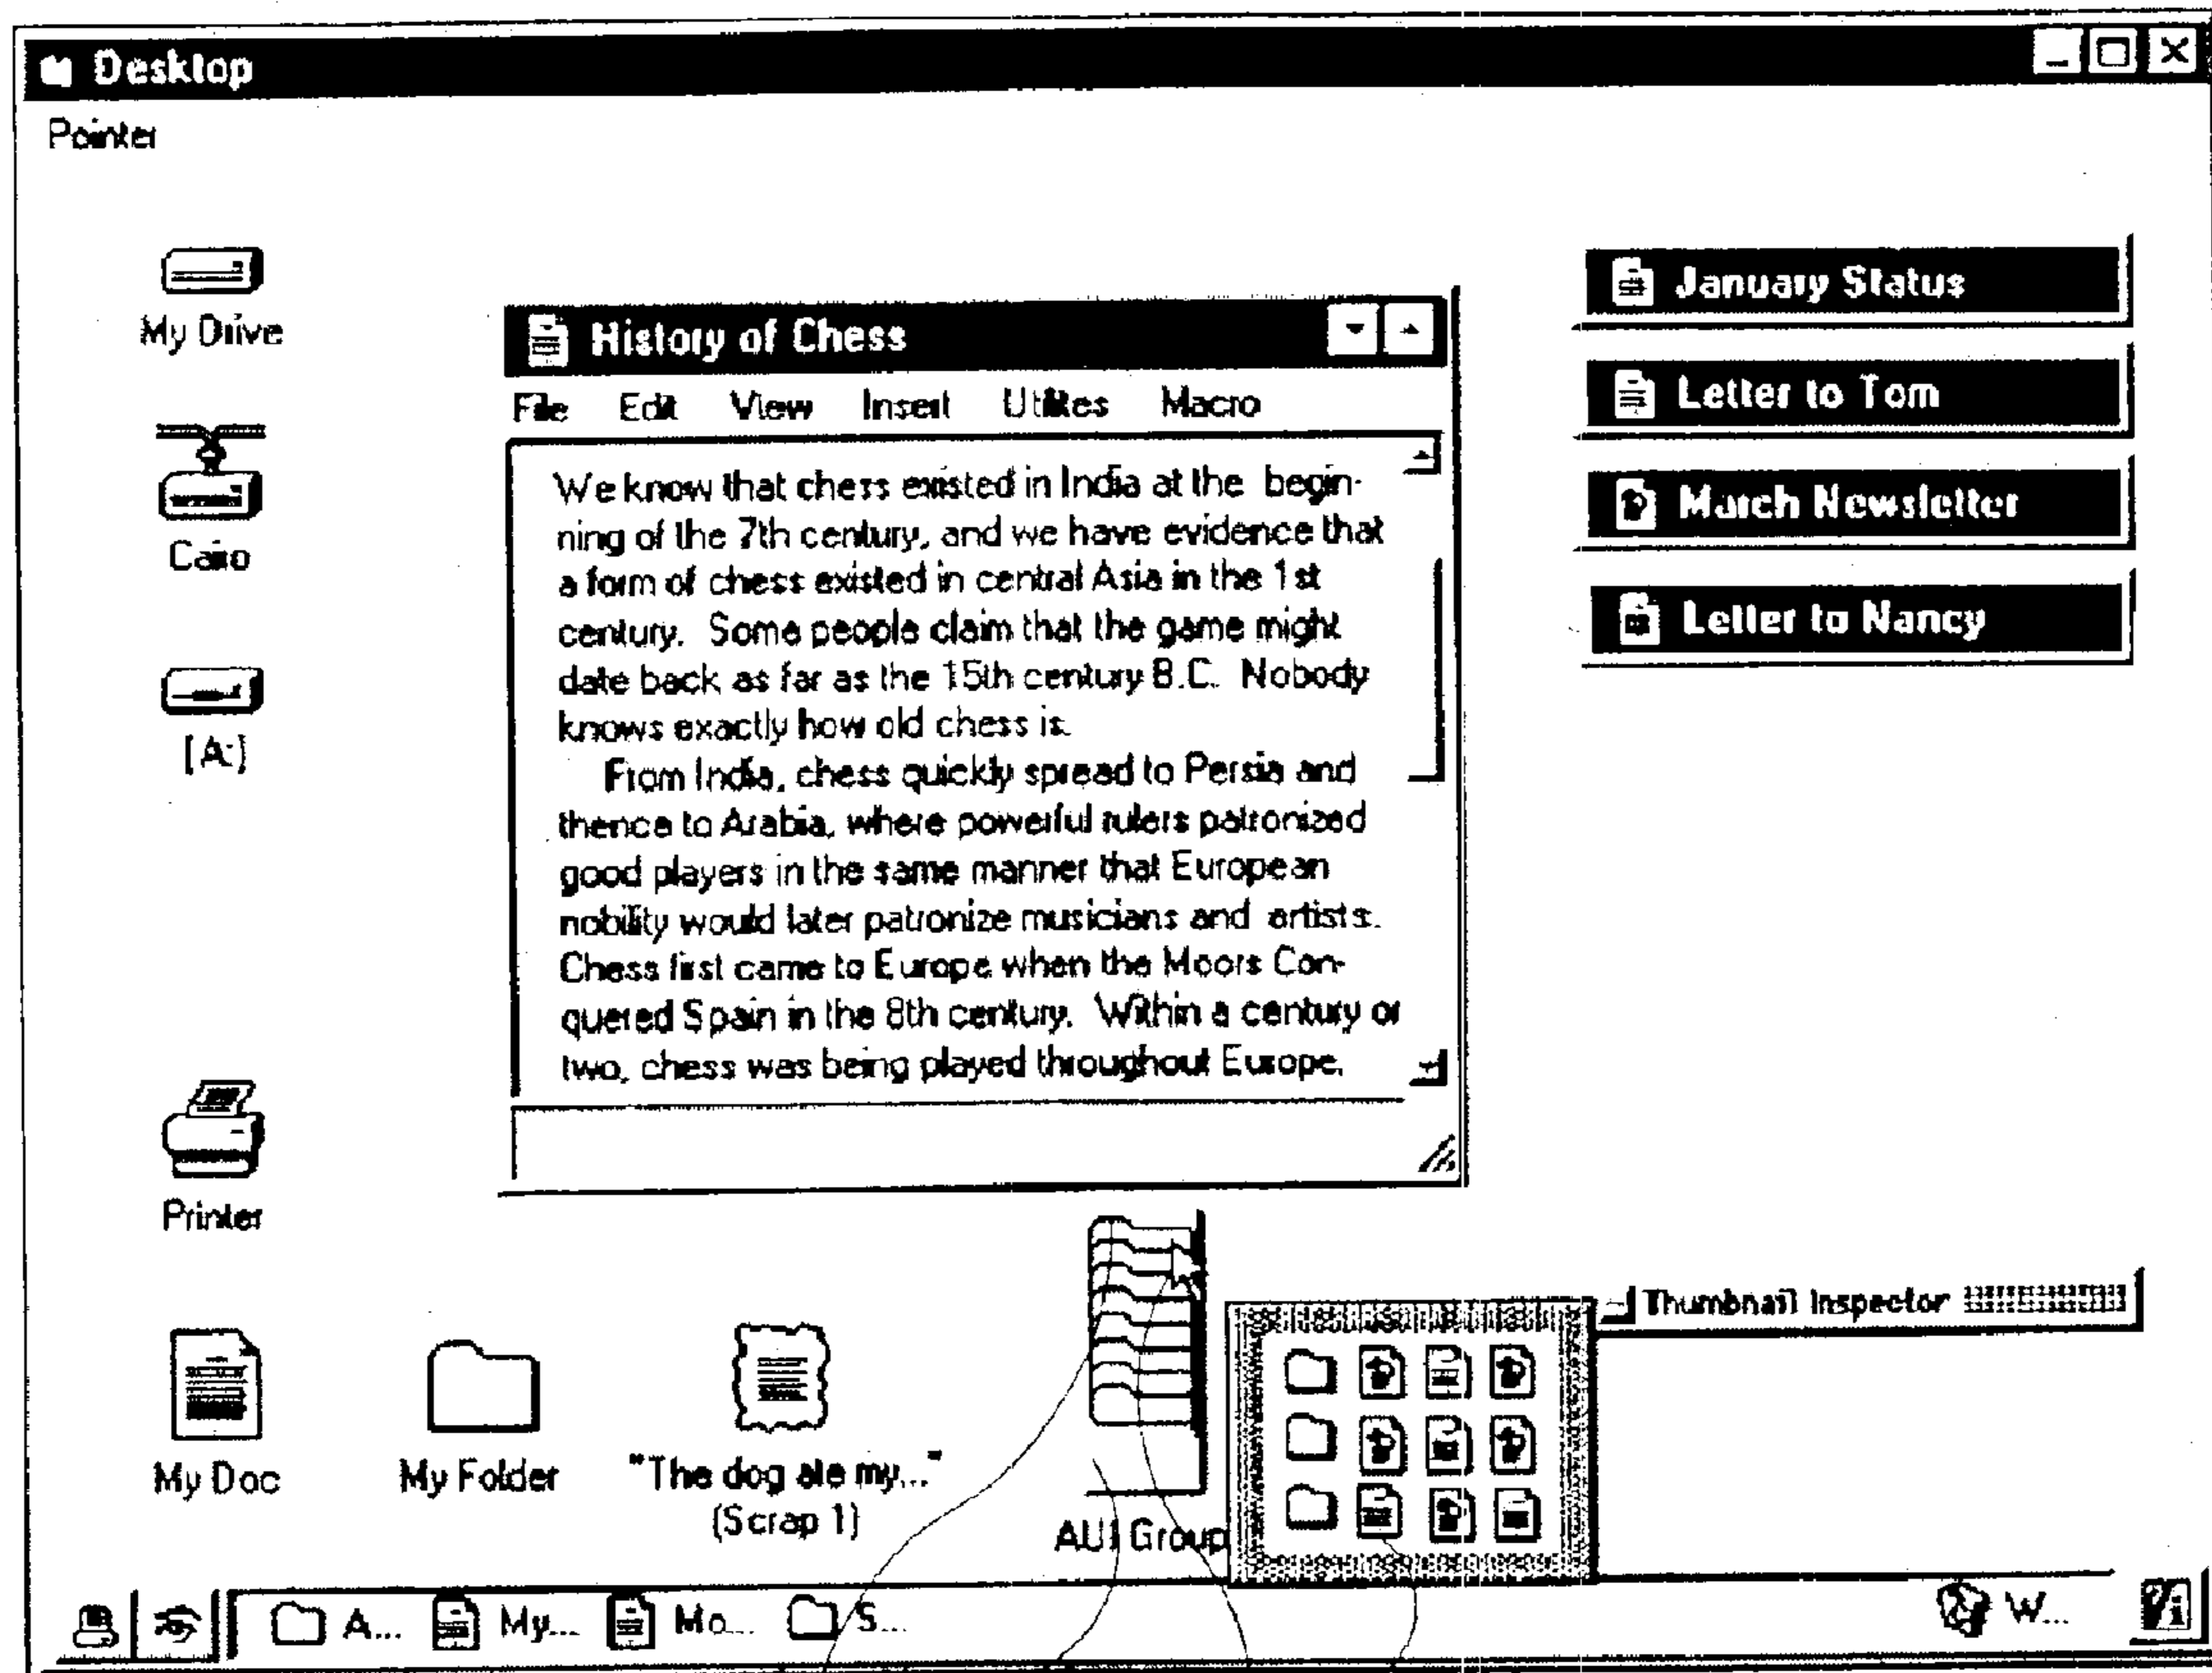 Desktop
Pointer
My Drive
Cairo
[A:]
Printer
My Doc
My Folder
"The dog ate my..."
(Scrap 1)
AUI Group
History of Chess
File Edit View Insert Utilites Macro
We know that chess existed in India at the begin-
ning of the 7th century, and we have evidence that
a form of chess existed in central Asia in the 1st
century. Some people claim that the game might
date back as far as the 15th century B.C. Nobody
knows exactly how old chess is.
From India, chess quickly spread to Persia and
thence to Arabia, where powerful rulers patronized
good players in the same manner that European
nobility would later patronize musicians and artists.
Chess first came to Europe when the Moors Con-
quered Spain in the 8th century. Within a century or
two, chess was being played throughout Europe.
January Status
Letter to Tom
March Newsletter
Letter to Nancy
Thumbnail Inspector
A... My... Mo... S... W...